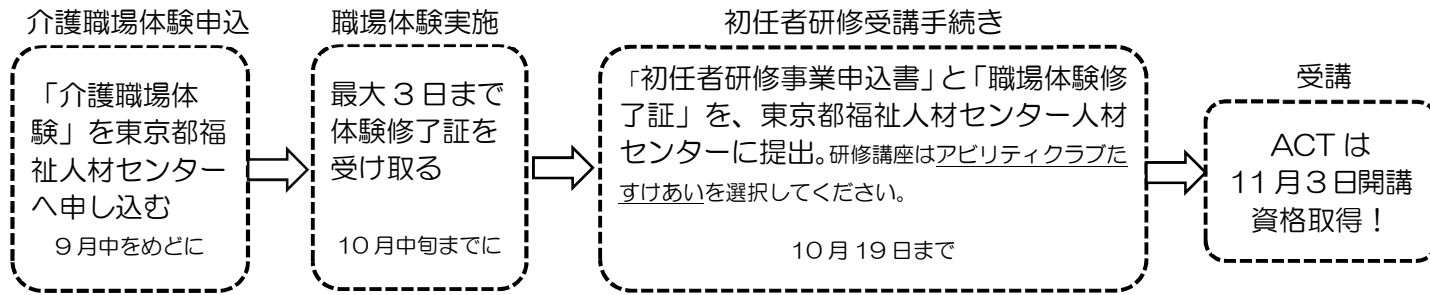 介護職場体験申込
「介護職場体
験」を東京都福
祉人材センター
へ申し込む
9月中をめどに
職場体験実施
最大3日まで
体験修了証を
受け取る
10月中旬までに
初任者研修受講手続き
「初任者研修事業申込書」と「職場体験修
了証」を、東京都福祉人材センター人材
センターに提出。研修講座はアビリティクラブた
すけあいを選択してください。
10月19日まで
受講
ACTは
11月3日開講
資格取得！